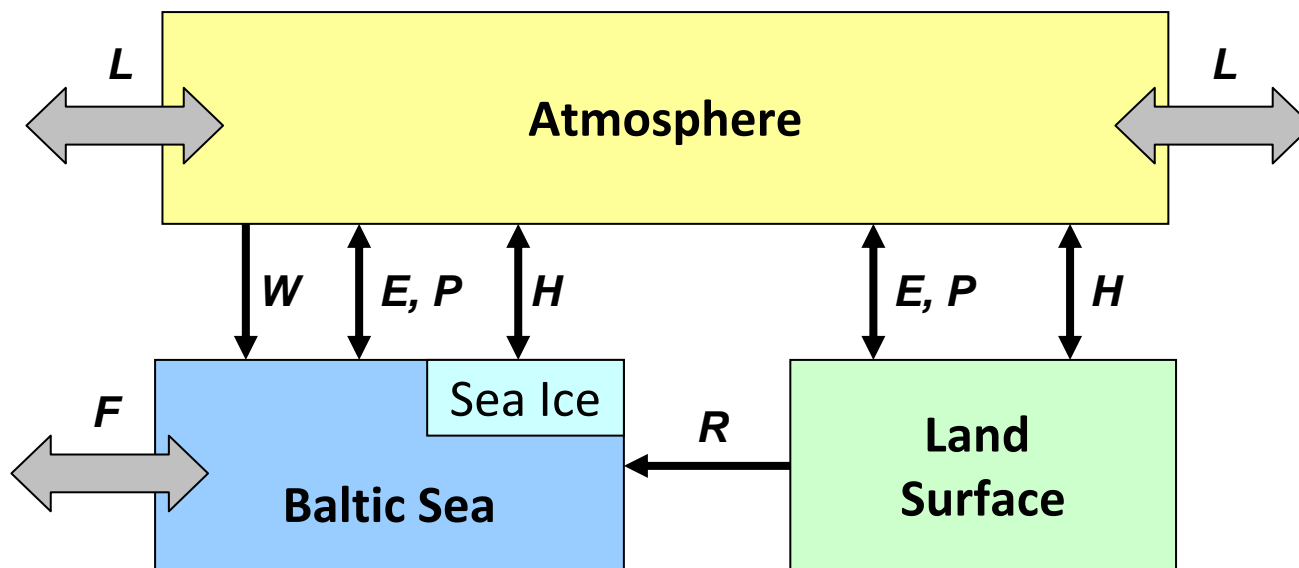 L
L
Atmosphere
W
E, P
H
E, P
H
Sea Ice
F
R
Land
Surface
Baltic Sea